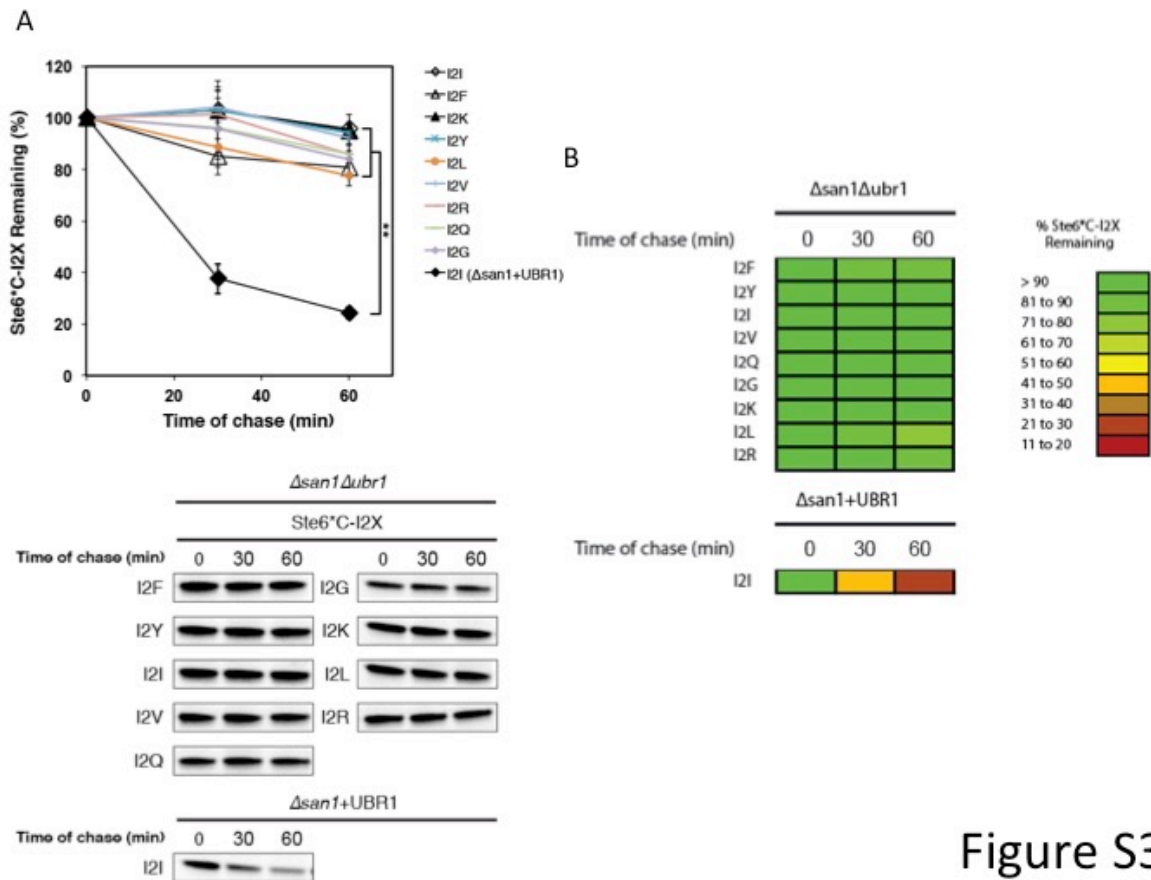 A
120
100
80
60
40
20
0
Ste6*C-I2X Remaining (%)
0 20 40 60
Time of chase (min)
**
I2I
I2F
I2K
I2Y
I2L
I2V
I2R
I2Q
I2G
I2I (Δsan1+UBR1)
Δsan1Δubr1
Ste6*C-I2X
Time of chase (min) 0 30 60 0 30 60
I2F I2G
I2Y I2K
I2I I2L
I2V I2R
I2Q
Δsan1+UBR1
Time of chase (min) 0 30 60
I2I
B
Δsan1Δubr1
Time of chase (min) 0 30 60
I2F
I2Y
I2I
I2V
I2Q
I2G
I2K
I2L
I2R
% Ste6*C-I2X
Remaining
> 90
81 to 90
71 to 80
61 to 70
51 to 60
41 to 50
31 to 40
21 to 30
11 to 20
Δsan1+UBR1
Time of chase (min) 0 30 60
I2I
Figure S3